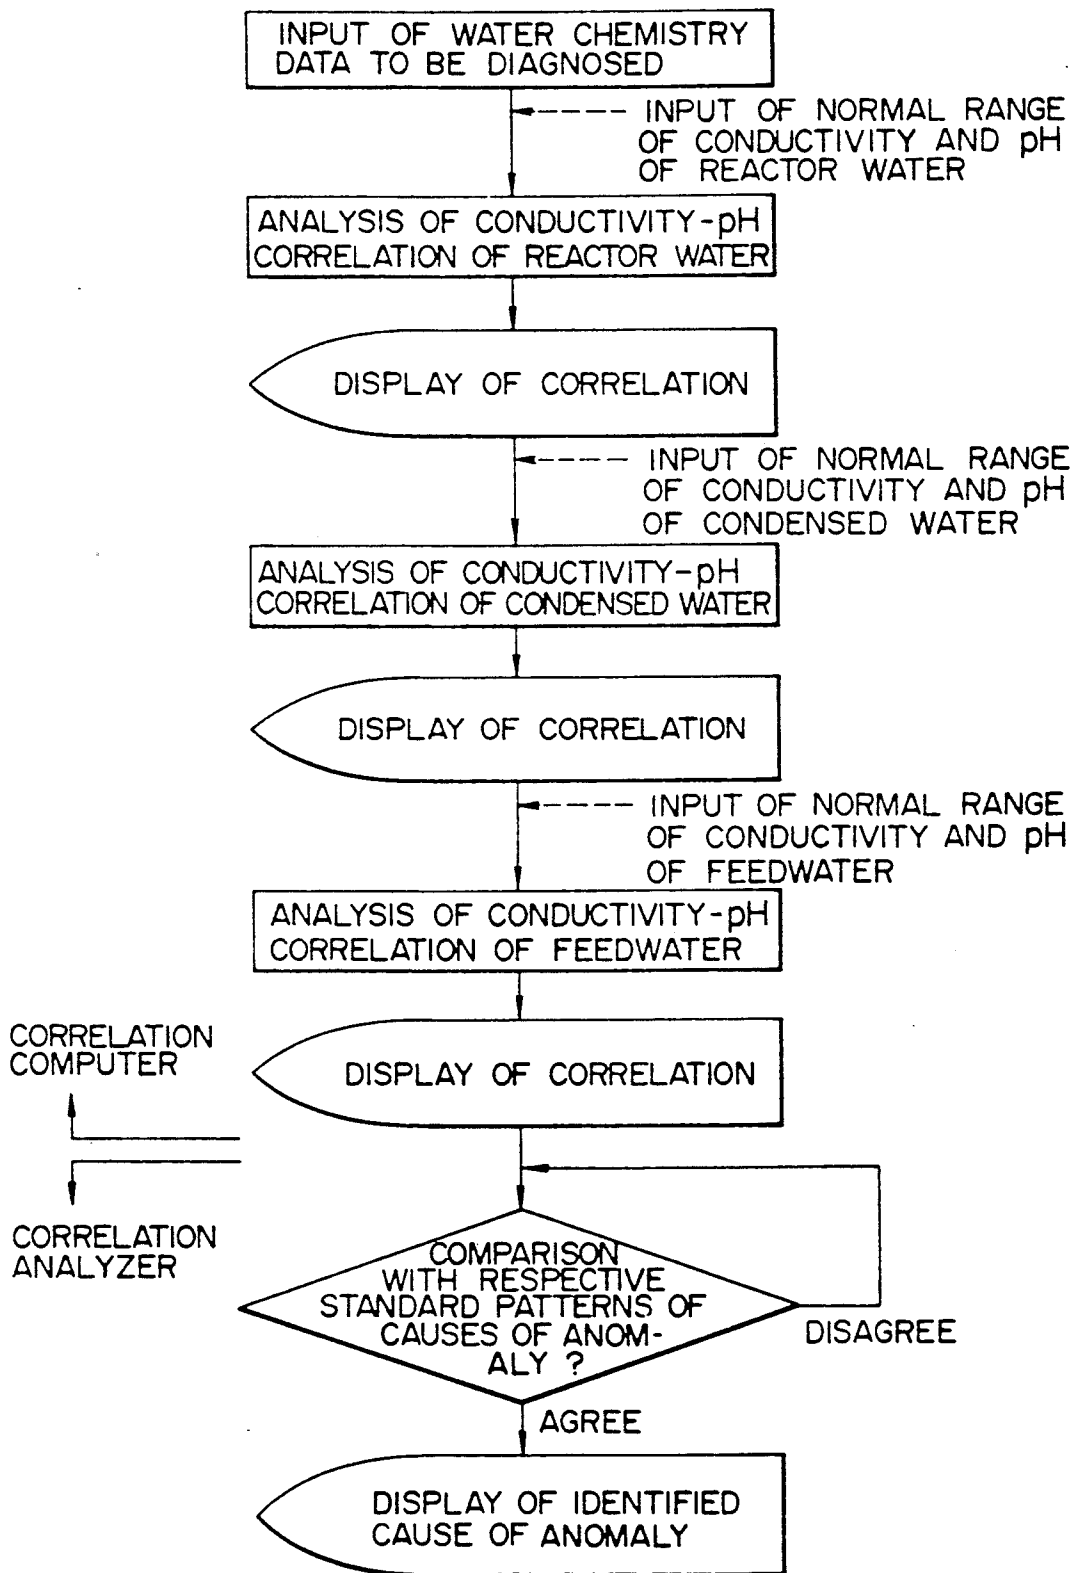 INPUT OF WATER CHEMISTRY
DATA TO BE DIAGNOSED
INPUT OF NORMAL RANGE
OF CONDUCTIVITY AND pH
OF REACTOR WATER
ANALYSIS OF CONDUCTIVITY-pH
CORRELATION OF REACTOR WATER
DISPLAY OF CORRELATION
INPUT OF NORMAL RANGE
OF CONDUCTIVITY AND pH
OF CONDENSED WATER
ANALYSIS OF CONDUCTIVITY-pH
CORRELATION OF CONDENSED WATER
DISPLAY OF CORRELATION
INPUT OF NORMAL RANGE
OF CONDUCTIVITY AND pH
OF FEEDWATER
ANALYSIS OF CONDUCTIVITY-pH
CORRELATION OF FEEDWATER
CORRELATION
COMPUTER
DISPLAY OF CORRELATION
CORRELATION
ANALYZER
COMPARISON
WITH RESPECTIVE
STANDARD PATTERNS OF
CAUSES OF ANOM-
ALY ?
DISAGREE
AGREE
DISPLAY OF IDENTIFIED
CAUSE OF ANOMALY